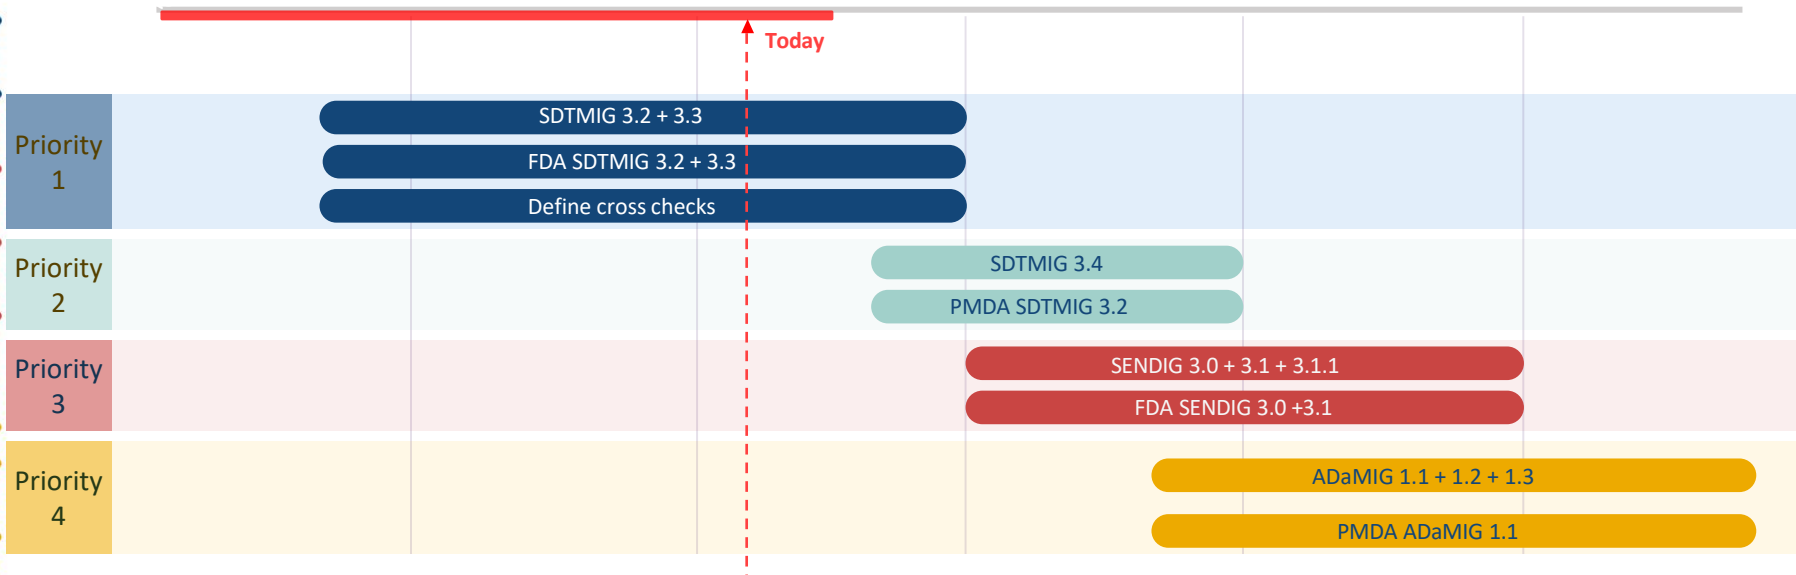 Today
Priority
1
SDTMIG 3.2 + 3.3
FDA SDTMIG 3.2 + 3.3
Define cross checks
Priority
2
SDTMIG 3.4
PMDA SDTMIG 3.2
Priority
3
SENDIG 3.0 + 3.1 + 3.1.1
FDA SENDIG 3.0 +3.1
Priority
4
ADaMIG 1.1 + 1.2 + 1.3
PMDA ADaMIG 1.1